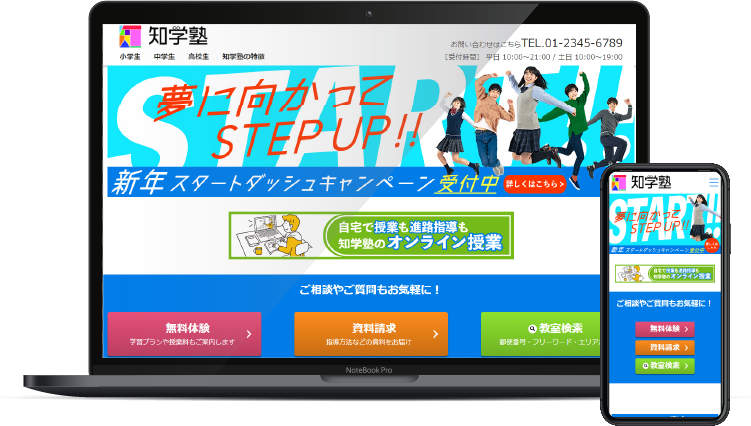 知学塾
お問い合わせはこちらTEL.01-2345-6789
小学生 中学生 高校生 知学塾の特徴
［受付時間］ 平日 10:00〜21:00 / 土日 10:00〜19:00
START!!
夢に向かって
STEP UP!!
新年スタートダッシュキャンペーン受付中
詳しくはこちら >
自宅で授業も進路指導も
知学塾のオンライン授業
ご相談やご質問もお気軽に！
無料体験
学習プランや授業料もご案内します
資料請求
指導方法などの資料をお届け
教室検索
郵便番号・フリーワード・エリア
NoteBook Pro
知学塾
START!!
夢に向かって
STEP UP!!
新年スタートダッシュキャンペーン受付中
自宅で授業も進路指導も
知学塾のオンライン授業
ご相談やご質問もお気軽に！
無料体験
資料請求
教室検索